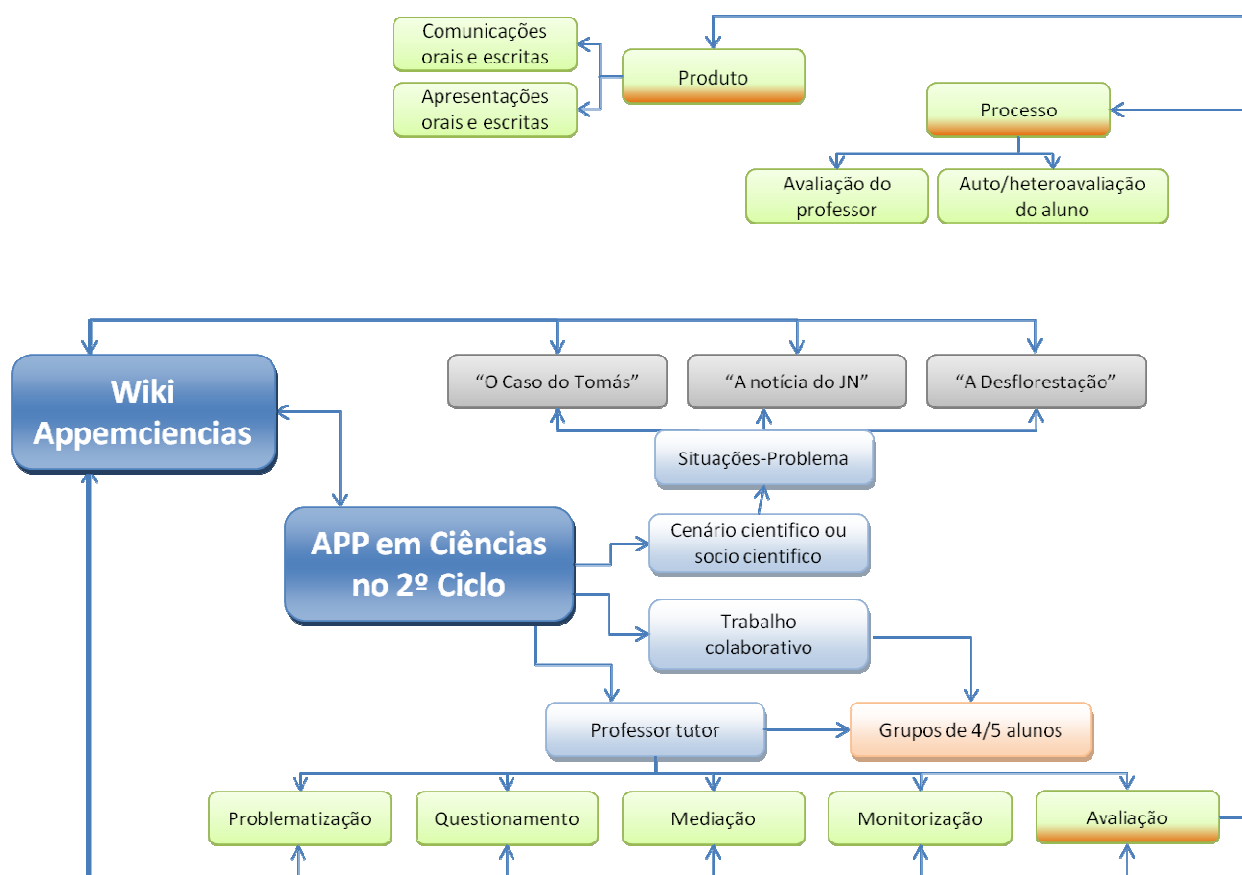 Comunicações
orais e escritas
Produto
Apresentações
orais e escritas
Processo
Avaliação do
professor
Auto/heteroavaliação
do aluno
Wiki
Appemciencias
“O Caso do Tomás”
“A notícia do JN”
“A Desflorestação”
Situações-Problema
APP em Ciências
no 2º Ciclo
Cenário cientifico ou
socio cientifico
Trabalho
colaborativo
Professor tutor
Grupos de 4/5 alunos
Problematização
Questionamento
Mediação
Monitorização
Avaliação